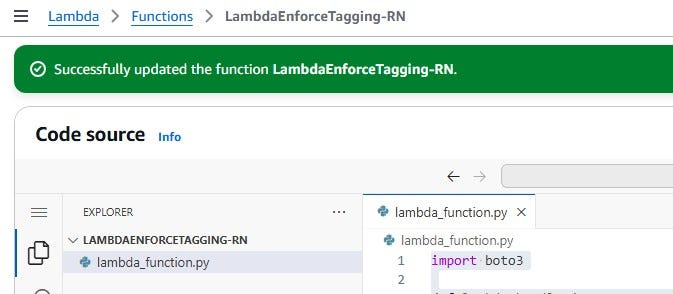 Lambda > Functions > LambdaEnforceTagging-RN
Successfully updated the function LambdaEnforceTagging-RN.
Code source Info
EXPLORER ...
lambda_function.py
LAMBDAENFORCETAGGING-RN
lambda_function.py
lambda_function.py
1 import boto3
2